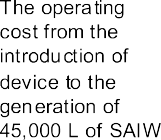 The operating
cost from the
introduction of
device to the
generation of
45,000 L of SAIW